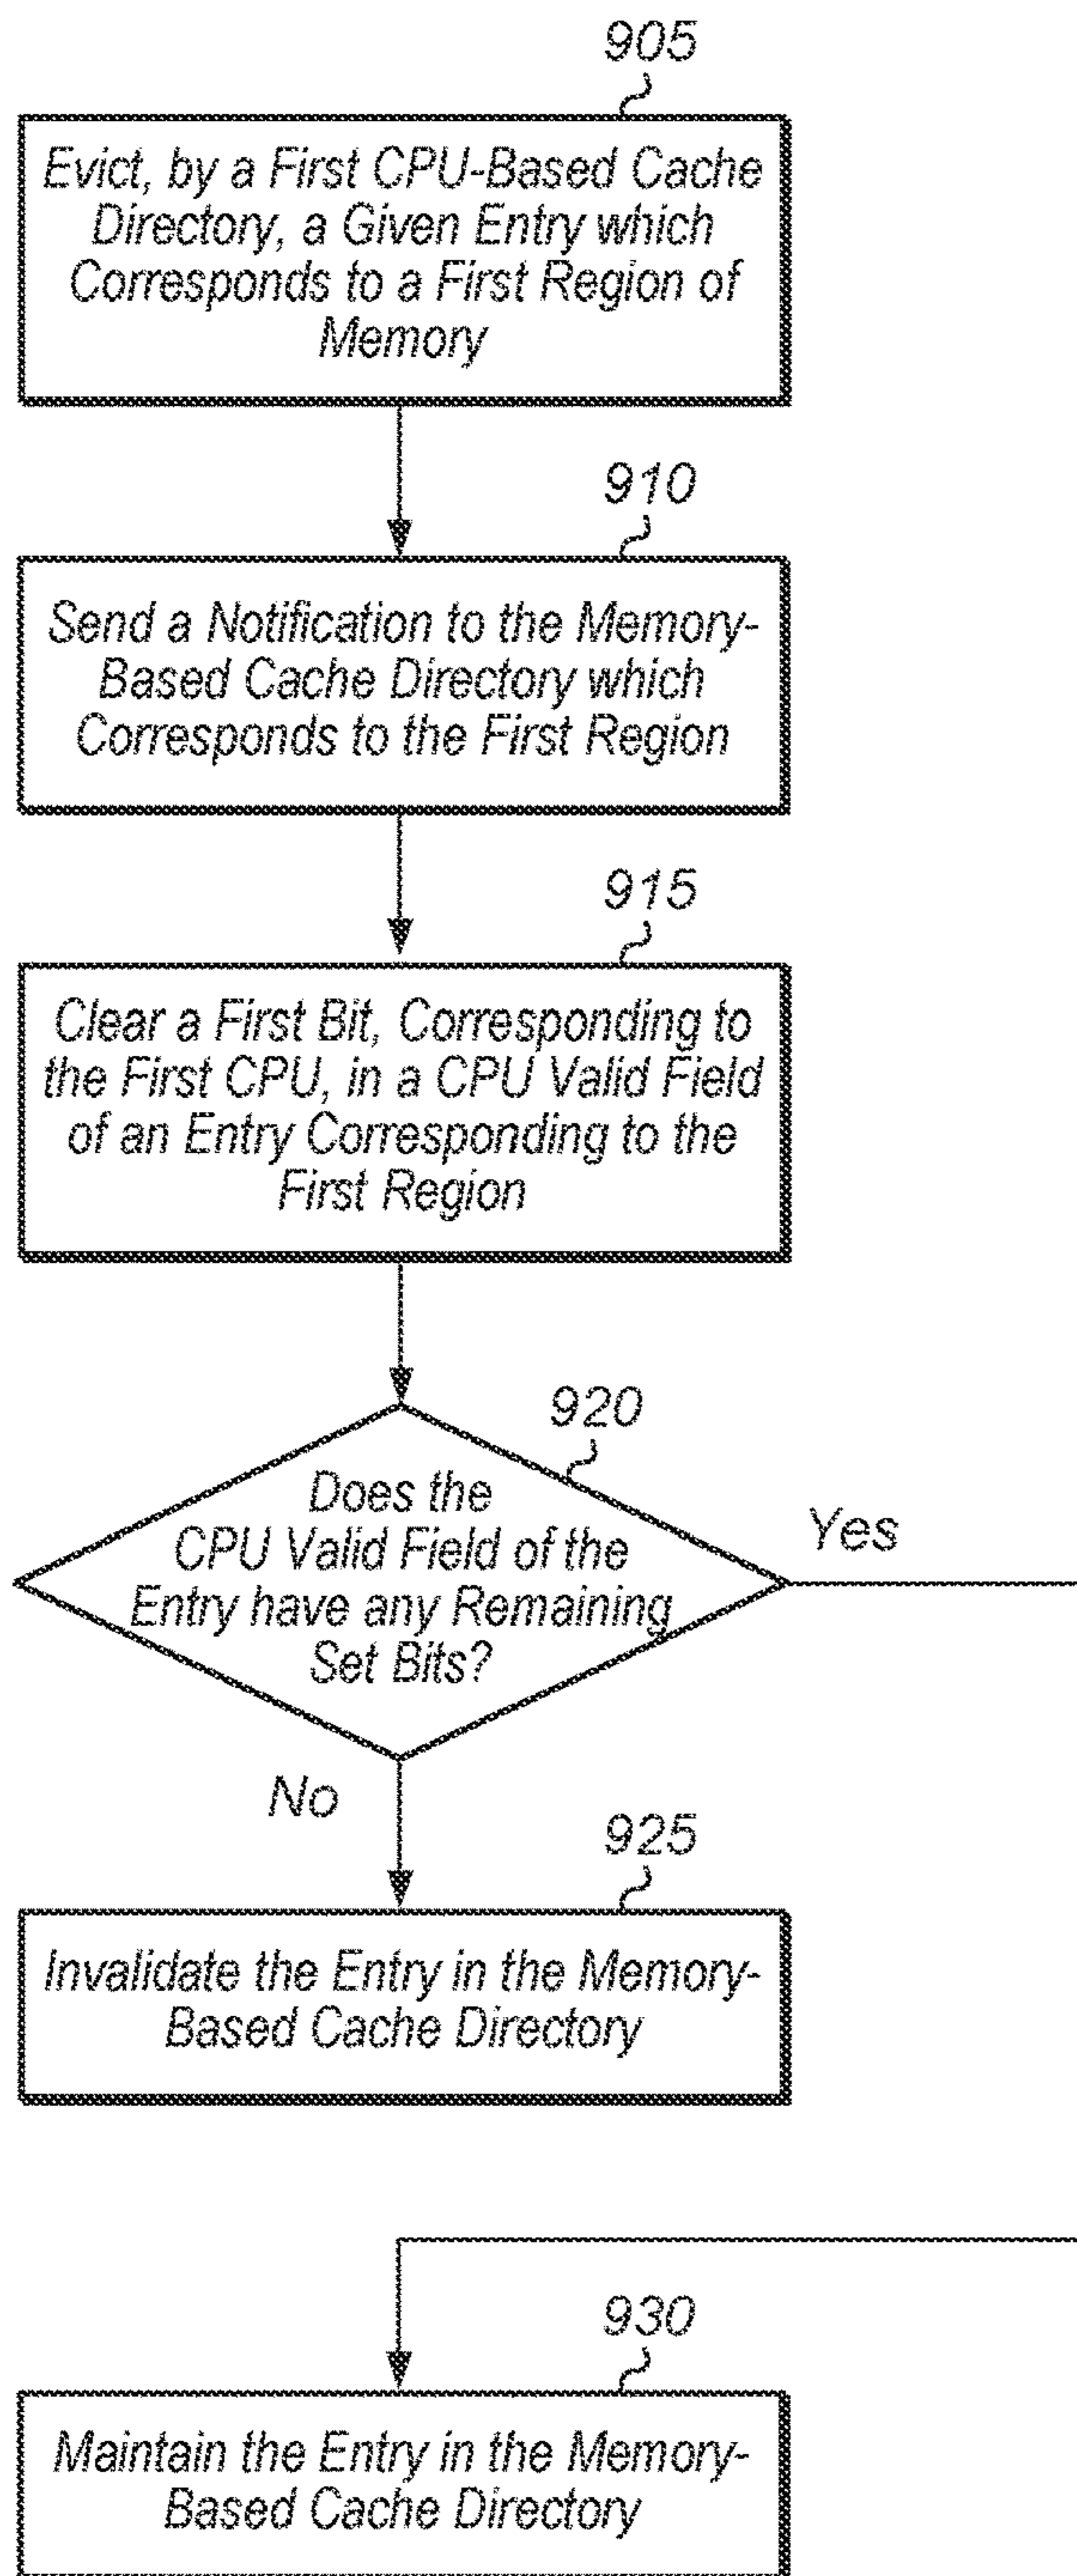 905
Evict, by a First CPU-Based Cache
Directory, a Given Entry which
Corresponds to a First Region of
Memory
910
Send a Notification to the Memory-
Based Cache Directory which
Corresponds to the First Region
915
Clear a First Bit, Corresponding to
the First CPU, in a CPU Valid Field
of an Entry Corresponding to the
First Region
920
Does the
CPU Valid Field of the
Entry have any Remaining
Set Bits?
Yes
No
925
Invalidate the Entry in the Memory-
Based Cache Directory
930
Maintain the Entry in the Memory-
Based Cache Directory